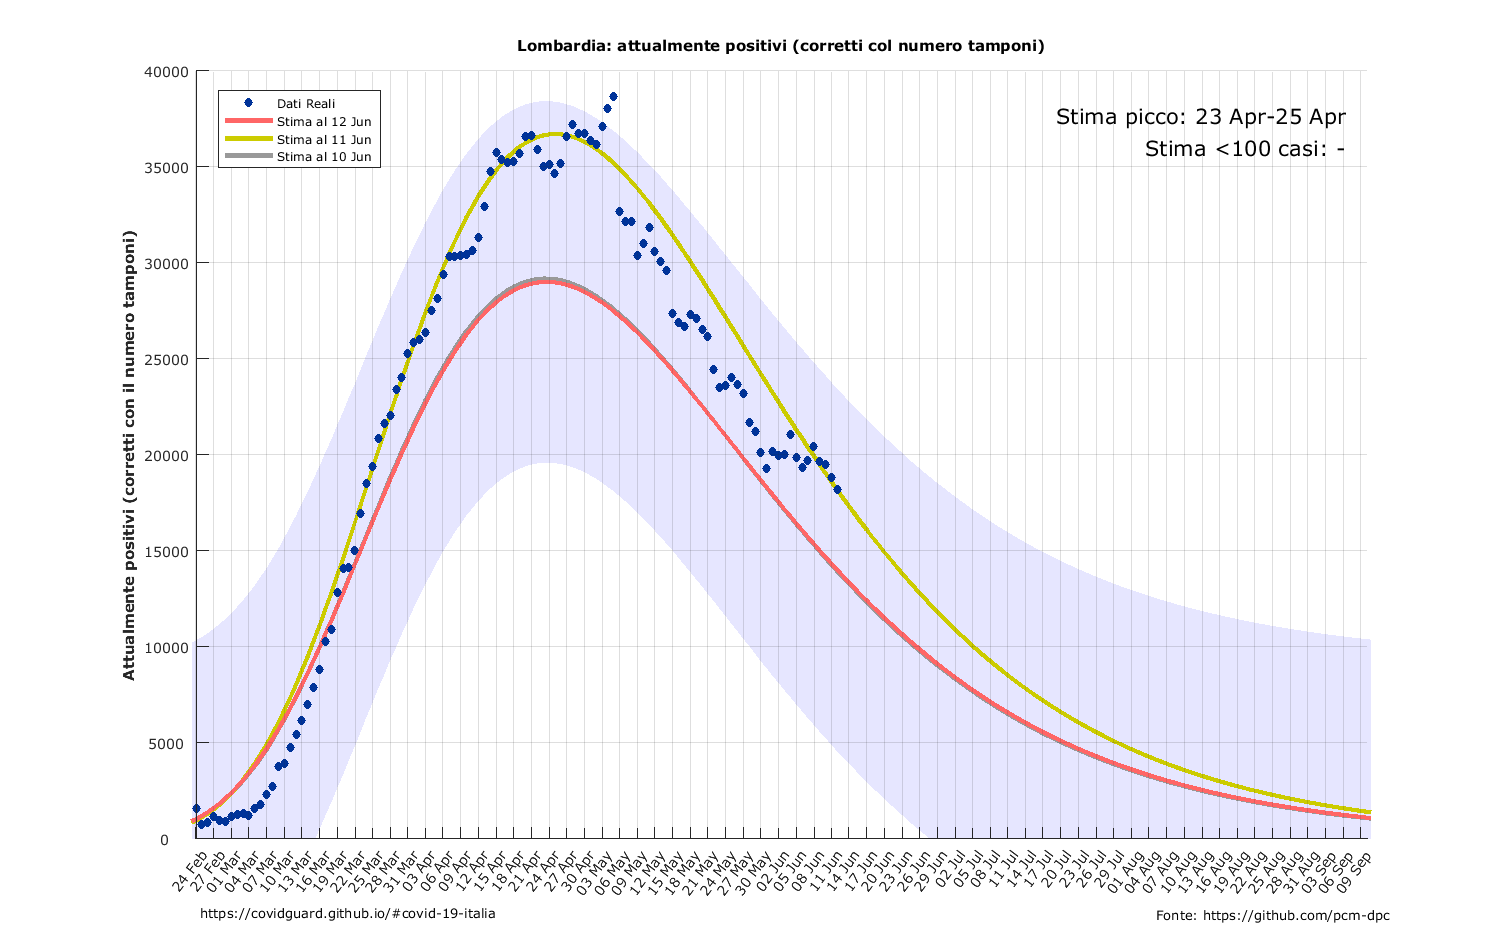 Lombardia: attualmente positivi (corretti col numero tamponi)
Dati Reali
Stima al 12 Jun
Stima al 11 Jun
Stima al 10 Jun
Stima picco: 23 Apr-25 Apr
Stima <100 casi: -
Attualmente positivi (corretti con il numero tamponi)
40000
35000
30000
25000
20000
15000
10000
5000
0
24 Feb
27 Feb
01 Mar
04 Mar
07 Mar
10 Mar
13 Mar
16 Mar
19 Mar
22 Mar
25 Mar
28 Mar
31 Mar
03 Apr
06 Apr
09 Apr
12 Apr
15 Apr
18 Apr
21 Apr
24 Apr
27 Apr
30 Apr
03 May
06 May
09 May
12 May
15 May
18 May
21 May
24 May
27 May
30 May
02 Jun
05 Jun
08 Jun
11 Jun
14 Jun
17 Jun
20 Jun
23 Jun
26 Jun
29 Jun
02 Jul
05 Jul
08 Jul
11 Jul
14 Jul
17 Jul
20 Jul
23 Jul
26 Jul
29 Jul
01 Aug
04 Aug
07 Aug
10 Aug
13 Aug
16 Aug
19 Aug
22 Aug
25 Aug
28 Aug
31 Aug
03 Sep
06 Sep
09 Sep
https://covidguard.github.io/#covid-19-italia
Fonte: https://github.com/pcm-dpc